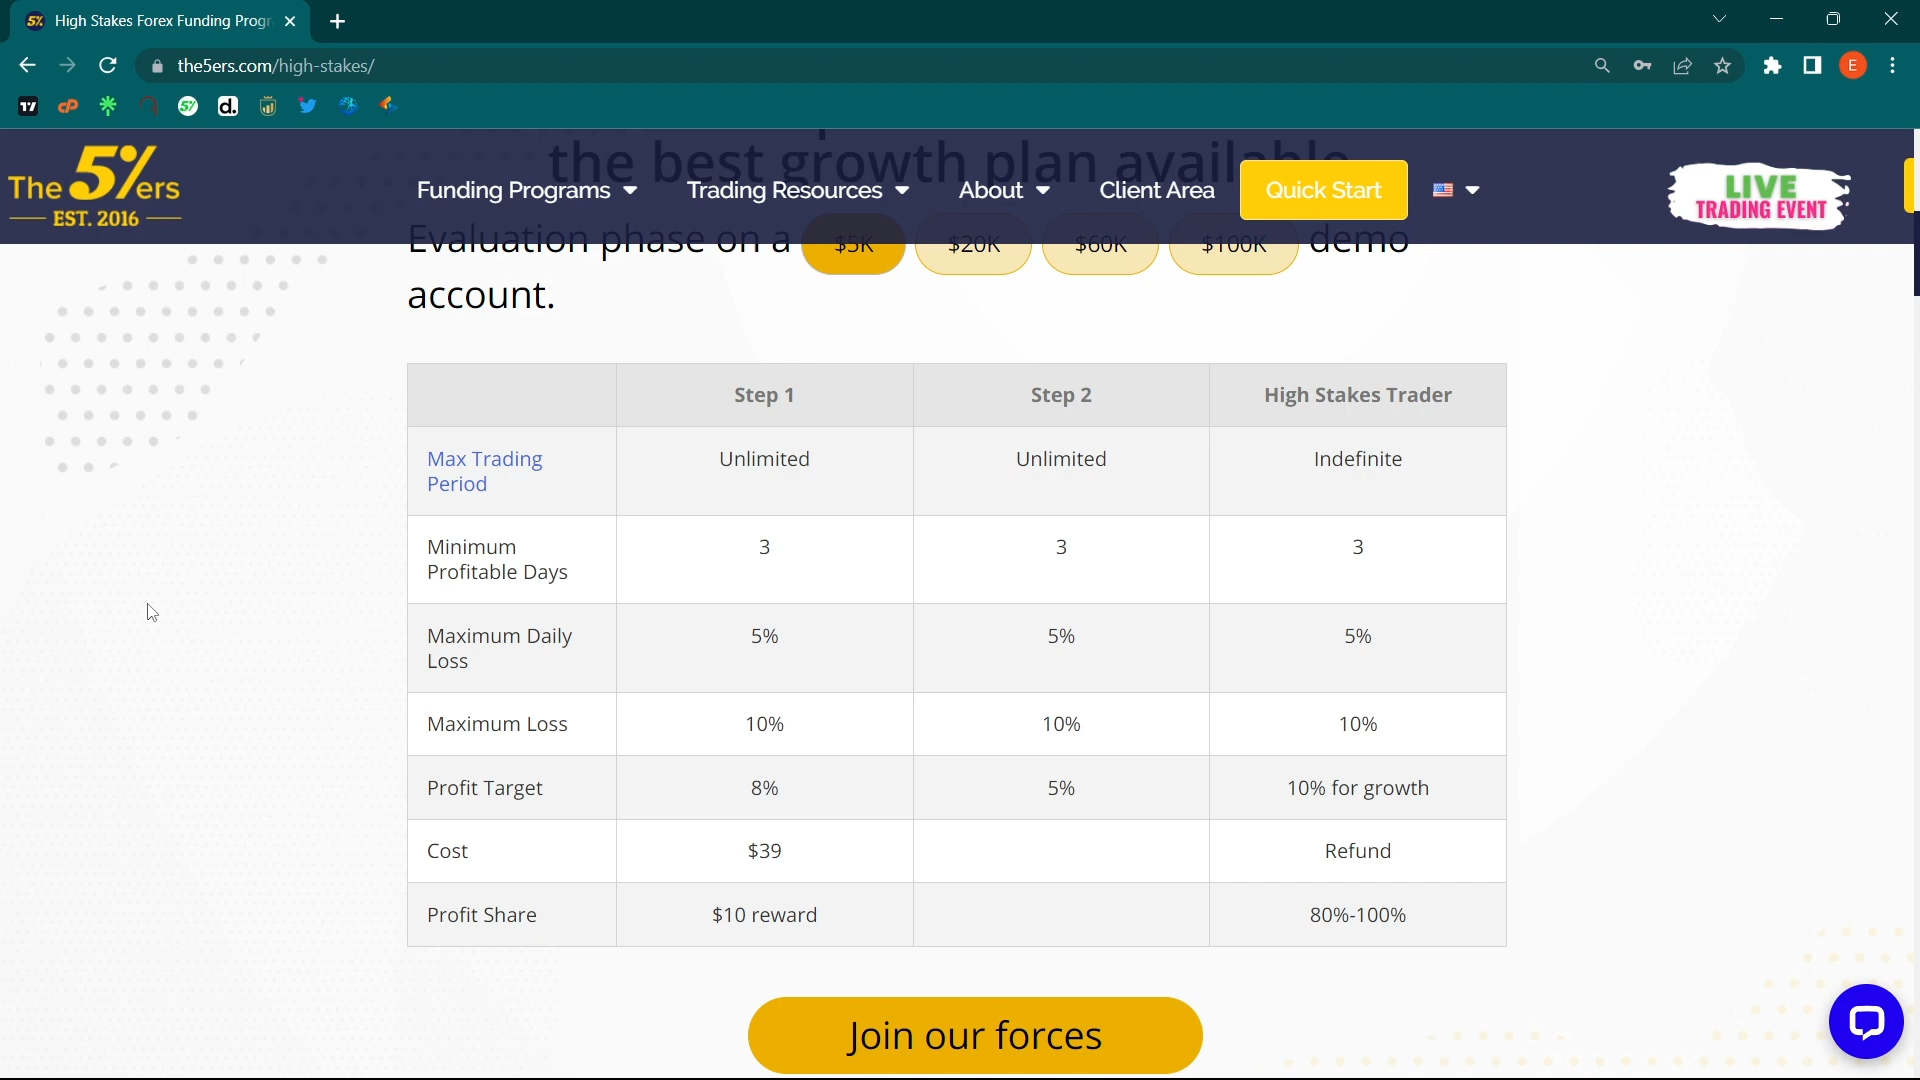 High Stakes Forex Funding Progr
the5ers.com/high-stakes/
E
the best growth plan available
The 5%ers
EST. 2016
Funding Programs
Trading Resources
About
Client Area
Quick Start
LIVE
TRADING EVENT
Evaluation phase on a $5K $20K $60K $100K demo
account.
Step 1 Step 2 High Stakes Trader
Max Trading
Period
Unlimited Unlimited Indefinite
Minimum
Profitable Days
3 3 3
Maximum Daily
Loss
5% 5% 5%
Maximum Loss 10% 10% 10%
Profit Target 8% 5% 10% for growth
Cost $39 Refund
Profit Share $10 reward 80%-100%
Join our forces